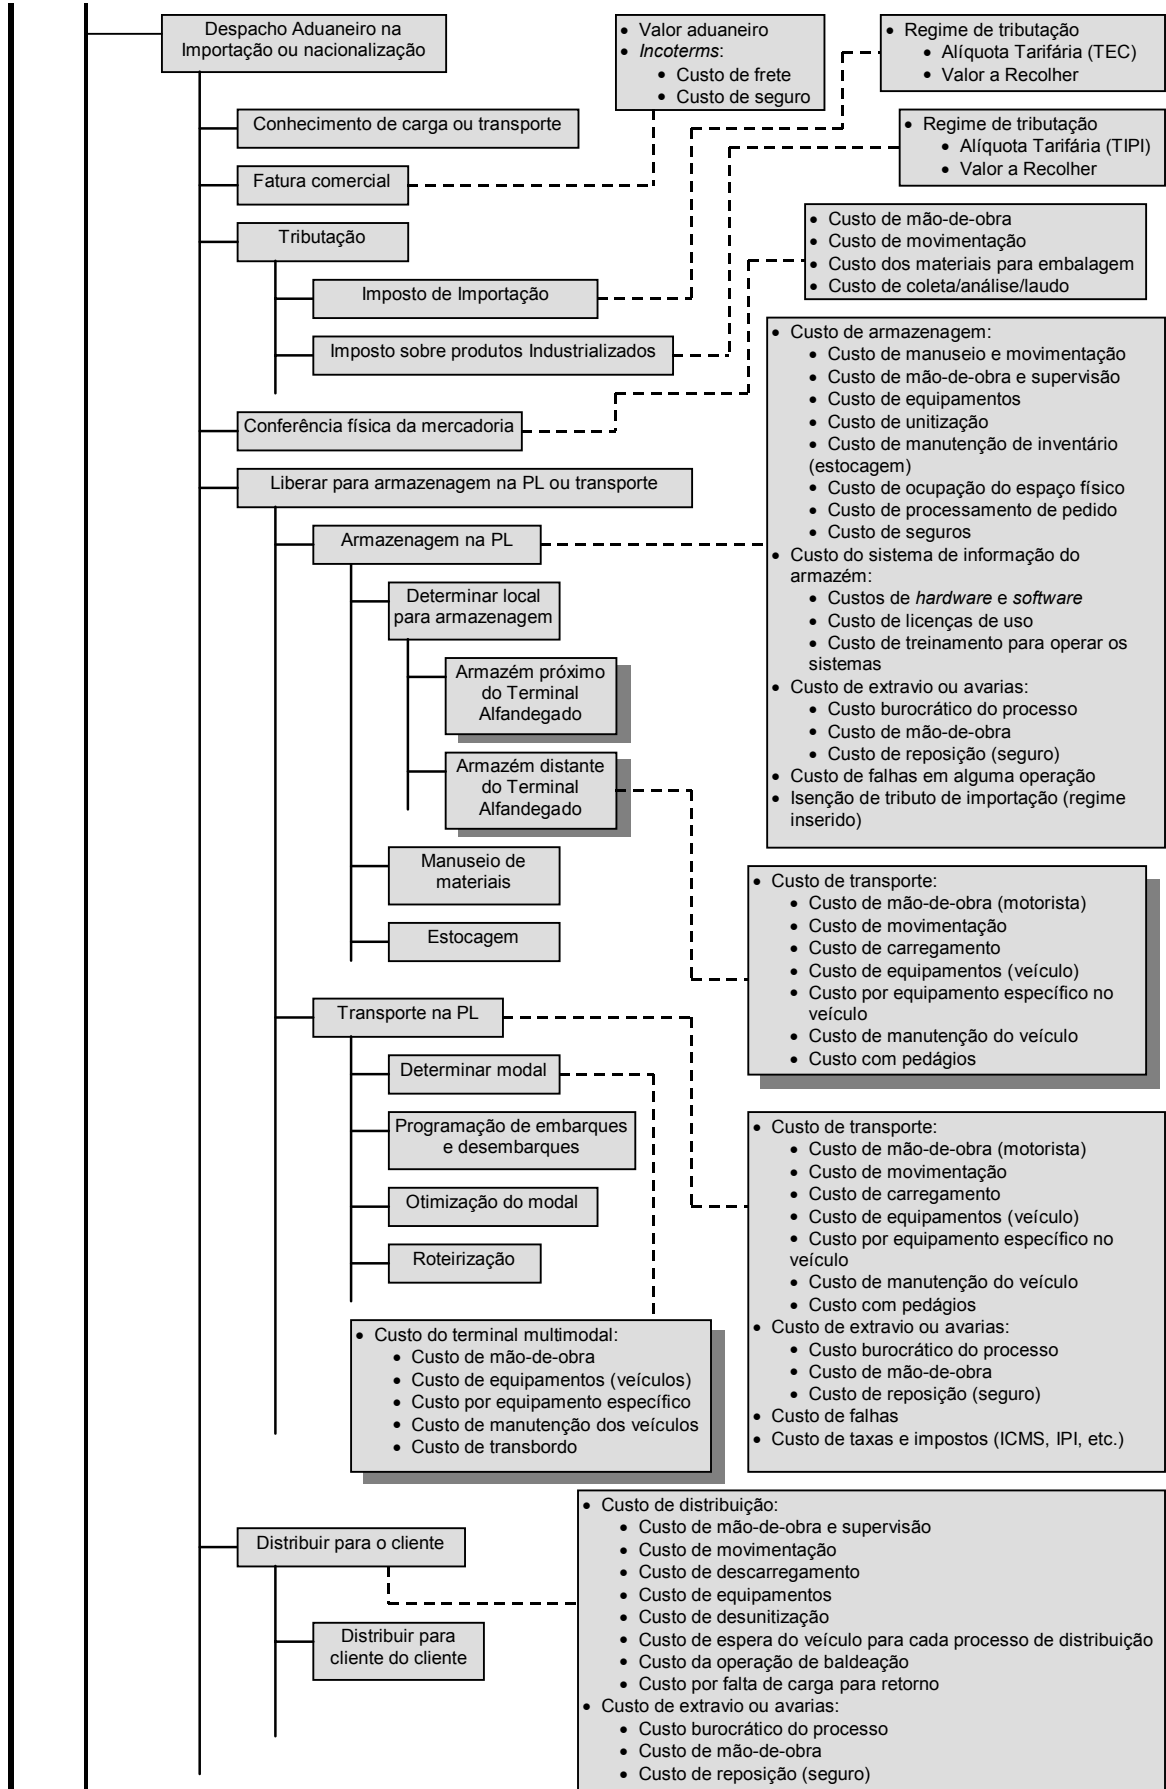 Despacho Aduaneiro na
Importação ou nacionalização
• Valor aduaneiro
• Incoterms:
• Custo de frete
• Custo de seguro
• Regime de tributação
• Alíquota Tarifária (TEC)
• Valor a Recolher
Conhecimento de carga ou transporte
• Regime de tributação
• Alíquota Tarifária (TIPI)
• Valor a Recolher
Fatura comercial
Tributação
• Custo de mão-de-obra
• Custo de movimentação
• Custo dos materiais para embalagem
• Custo de coleta/análise/laudo
Imposto de Importação
Imposto sobre produtos Industrializados
Conferência física da mercadoria
Liberar para armazenagem na PL ou transporte
• Custo de armazenagem:
• Custo de manuseio e movimentação
• Custo de mão-de-obra e supervisão
• Custo de equipamentos
• Custo de unitização
• Custo de manutenção de inventário
(estocagem)
• Custo de ocupação do espaço físico
• Custo de processamento de pedido
• Custo de seguros
• Custo do sistema de informação do
armazém:
• Custos de hardware e software
• Custo de licenças de uso
• Custo de treinamento para operar os
sistemas
• Custo de extravio ou avarias:
• Custo burocrático do processo
• Custo de mão-de-obra
• Custo de reposição (seguro)
• Custo de falhas em alguma operação
• Isenção de tributo de importação (regime
inserido)
Armazenagem na PL
Determinar local
para armazenagem
Armazém próximo
do Terminal
Alfandegado
Armazém distante
do Terminal
Alfandegado
Manuseio de
materiais
Estocagem
• Custo de transporte:
• Custo de mão-de-obra (motorista)
• Custo de movimentação
• Custo de carregamento
• Custo de equipamentos (veículo)
• Custo por equipamento específico no
veículo
• Custo de manutenção do veículo
• Custo com pedágios
Transporte na PL
Determinar modal
Programação de embarques
e desembarques
Otimização do modal
Roteirização
• Custo de transporte:
• Custo de mão-de-obra (motorista)
• Custo de movimentação
• Custo de carregamento
• Custo de equipamentos (veículo)
• Custo por equipamento específico no
veículo
• Custo de manutenção do veículo
• Custo com pedágios
• Custo de extravio ou avarias:
• Custo burocrático do processo
• Custo de mão-de-obra
• Custo de reposição (seguro)
• Custo de falhas
• Custo de taxas e impostos (ICMS, IPI, etc.)
• Custo do terminal multimodal:
• Custo de mão-de-obra
• Custo de equipamentos (veículos)
• Custo por equipamento específico
• Custo de manutenção dos veículos
• Custo de transbordo
Distribuir para o cliente
Distribuir para
cliente do cliente
• Custo de distribuição:
• Custo de mão-de-obra e supervisão
• Custo de movimentação
• Custo de descarregamento
• Custo de equipamentos
• Custo de desunitização
• Custo de espera do veículo para cada processo de distribuição
• Custo da operação de baldeação
• Custo por falta de carga para retorno
• Custo de extravio ou avarias:
• Custo burocrático do processo
• Custo de mão-de-obra
• Custo de reposição (seguro)